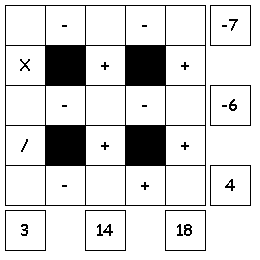 - - -7
X + +
- - -6
/ + +
- + 4
3 14 18